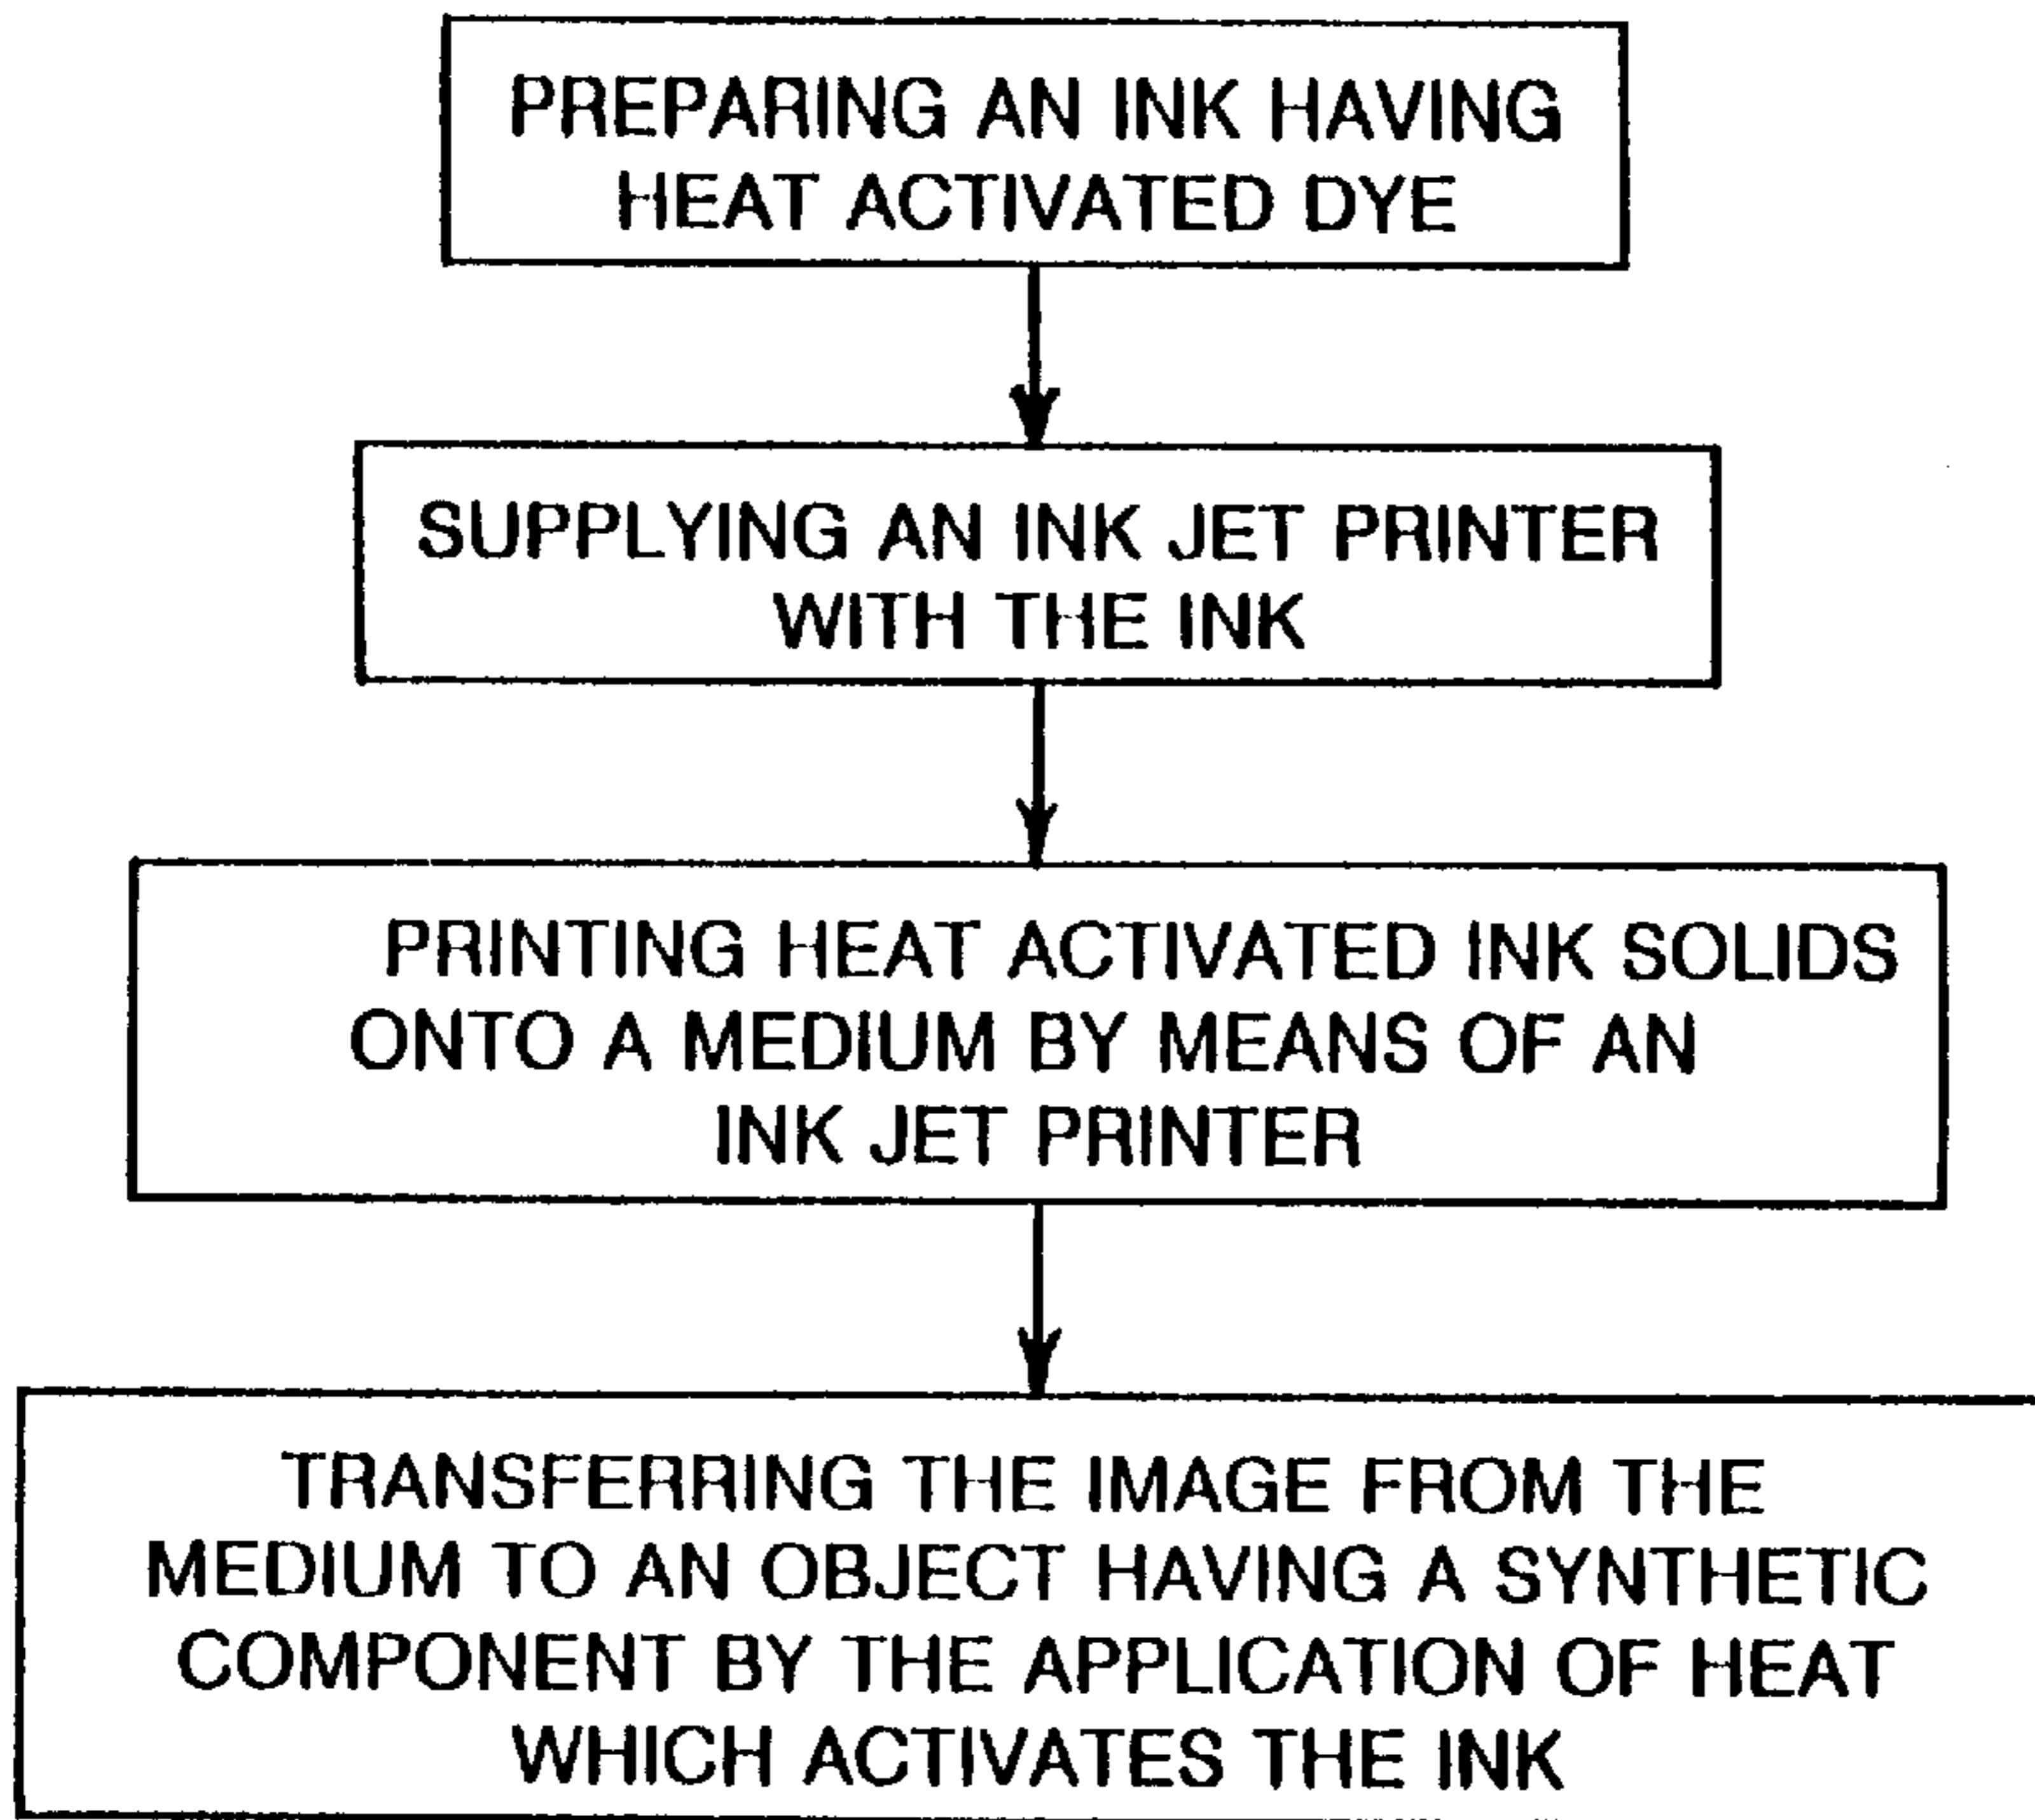 PREPARING AN INK HAVING
HEAT ACTIVATED DYE
SUPPLYING AN INK JET PRINTER
WITH THE INK
PRINTING HEAT ACTIVATED INK SOLIDS
ONTO A MEDIUM BY MEANS OF AN
INK JET PRINTER
TRANSFERRING THE IMAGE FROM THE
MEDIUM TO AN OBJECT HAVING A SYNTHETIC
COMPONENT BY THE APPLICATION OF HEAT
WHICH ACTIVATES THE INK